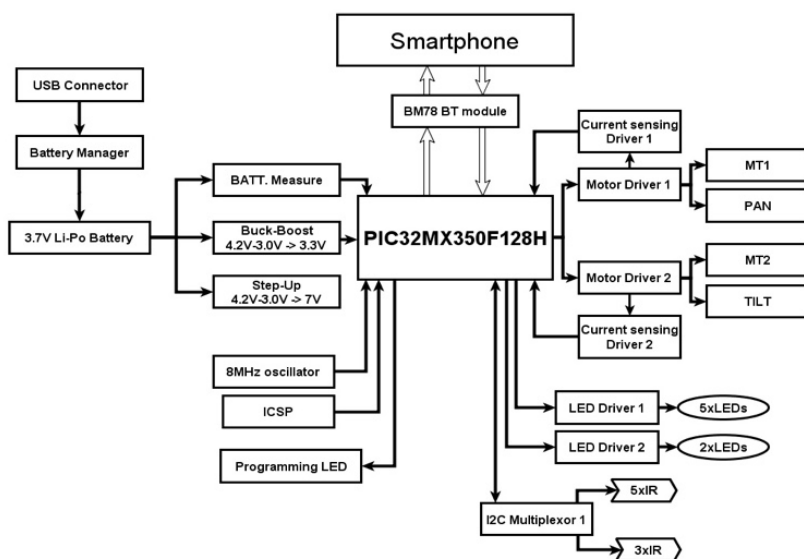 Smartphone
USB Connector
BM78 BT module
Battery Manager
Current sensing
Driver 1
BATT. Measure
Motor Driver 1
MT1
PAN
3.7V Li-Po Battery
Buck-Boost
4.2V-3.0V -> 3.3V
PIC32MX350F128H
Step-Up
4.2V-3.0V -> 7V
Motor Driver 2
MT2
TILT
Current sensing
Driver 2
8MHz oscillator
ICSP
LED Driver 1
5xLEDs
LED Driver 2
2xLEDs
Programming LED
I2C Multiplexor 1
5xIR
3xIR